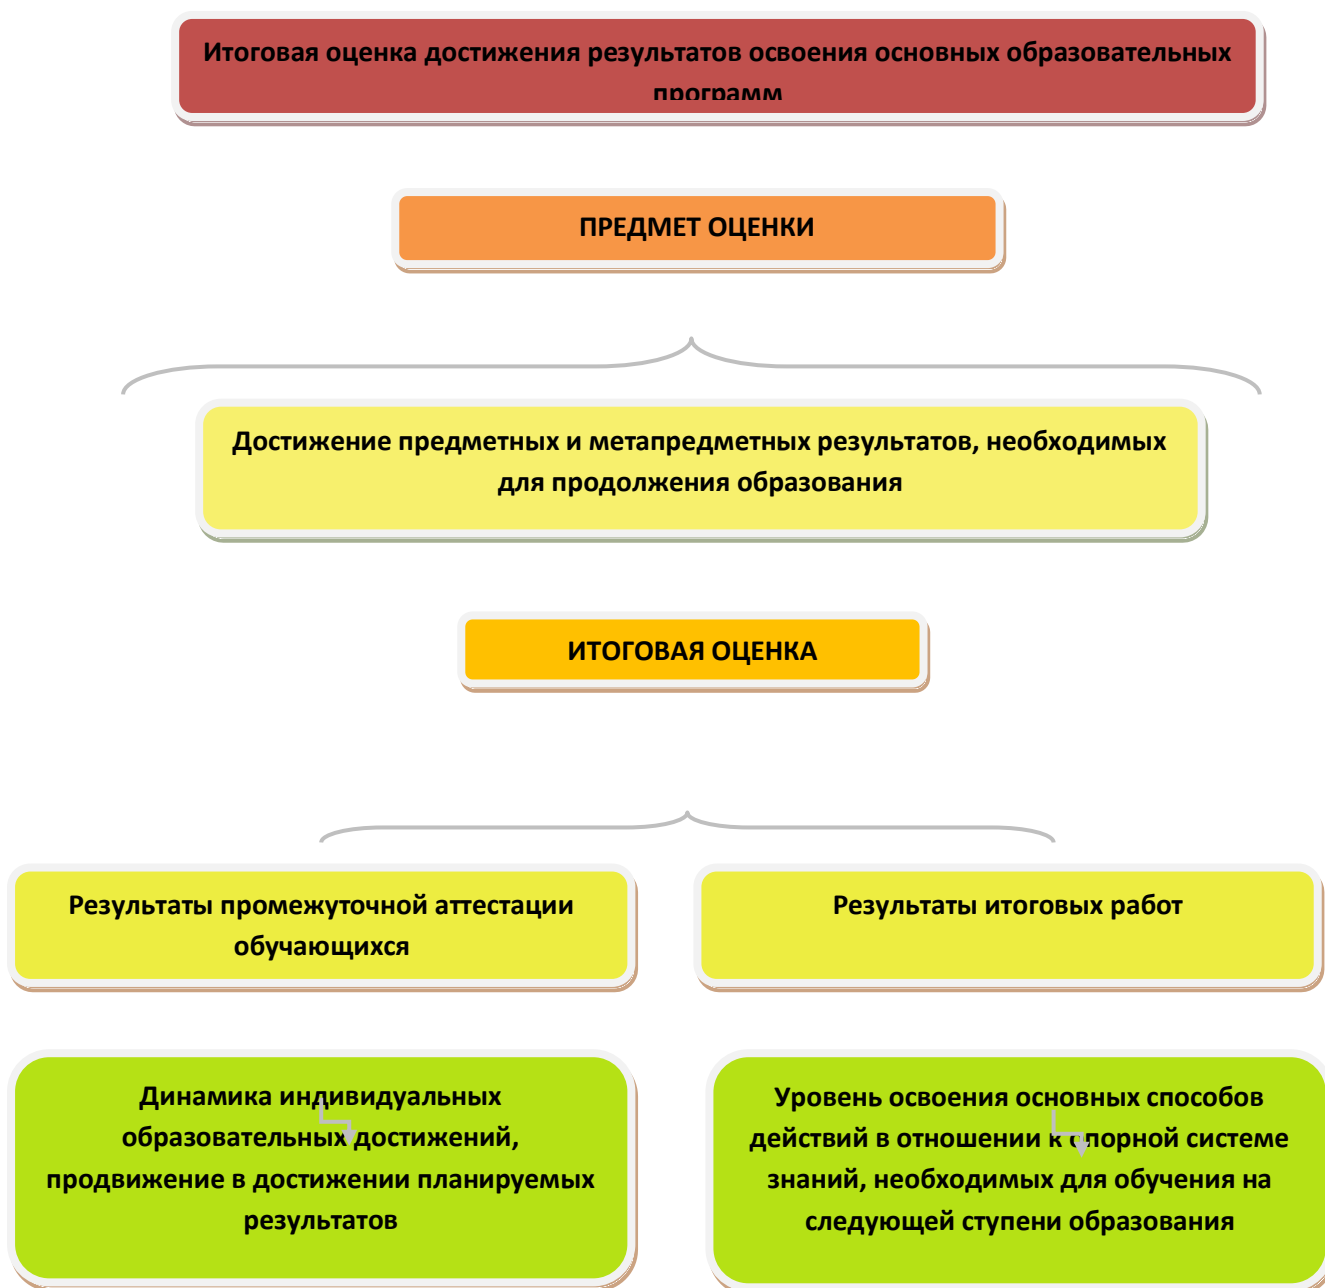 Итоговая оценка достижения результатов освоения основных образовательных
программ
ПРЕДМЕТ ОЦЕНКИ
Достижение предметных и метапредметных результатов, необходимых
для продолжения образования
ИТОГОВАЯ ОЦЕНКА
Результаты промежуточной аттестации
обучающихся
Результаты итоговых работ
Динамика индивидуальных
образовательных достижений,
продвижение в достижении планируемых
результатов
Уровень освоения основных способов
действий в отношении к опорной системе
знаний, необходимых для обучения на
следующей ступени образования